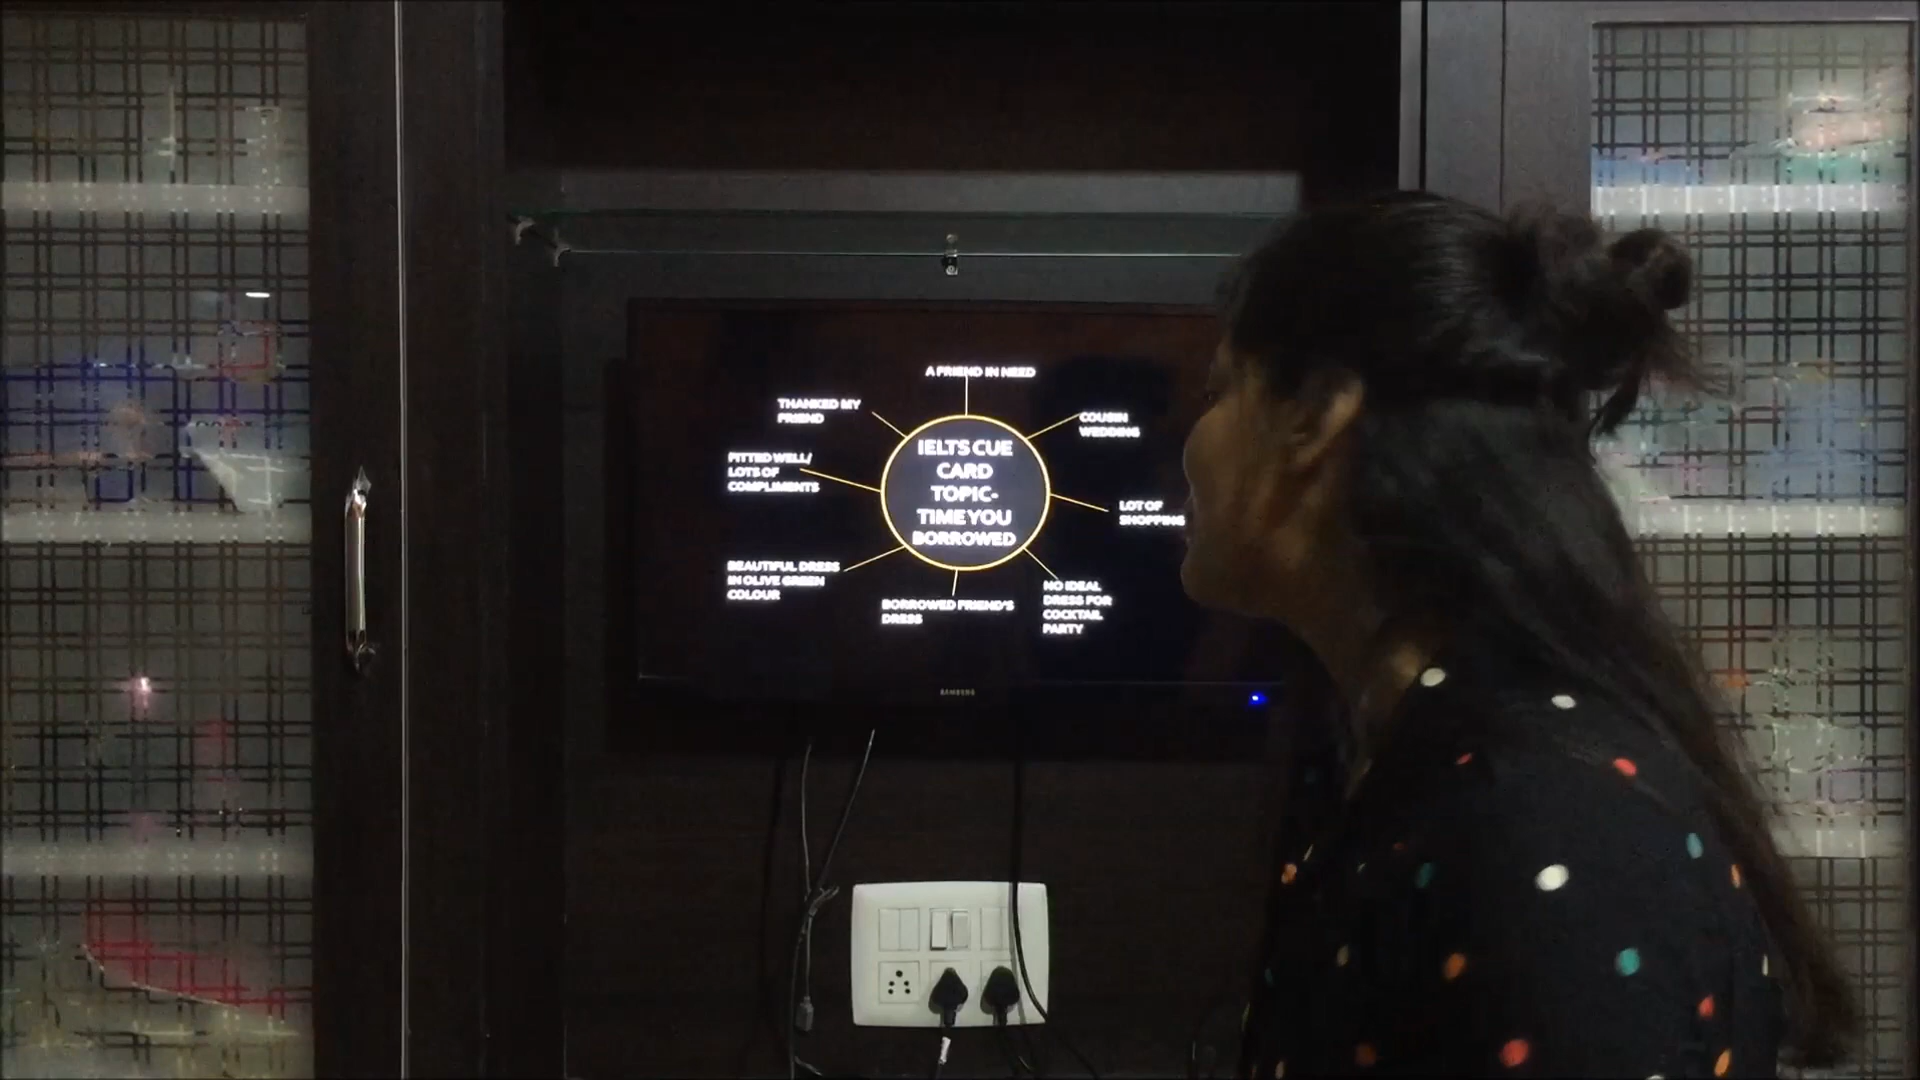 A FRIEND IN NEED
THANKED MY
FRIEND
COUSIN
WEDDING
IELTS CUE
CARD
TOPIC-
TIME YOU
BORROWED
FITTED WELL/
LOTS OF
COMPLIMENTS
LOT OF
SHOPPING
BEAUTIFUL DRESS
IN OLIVE GREEN
COLOUR
NO IDEAL
DRESS FOR
COCKTAIL
PARTY
BORROWED FRIEND'S
DRESS
SAMSUNG